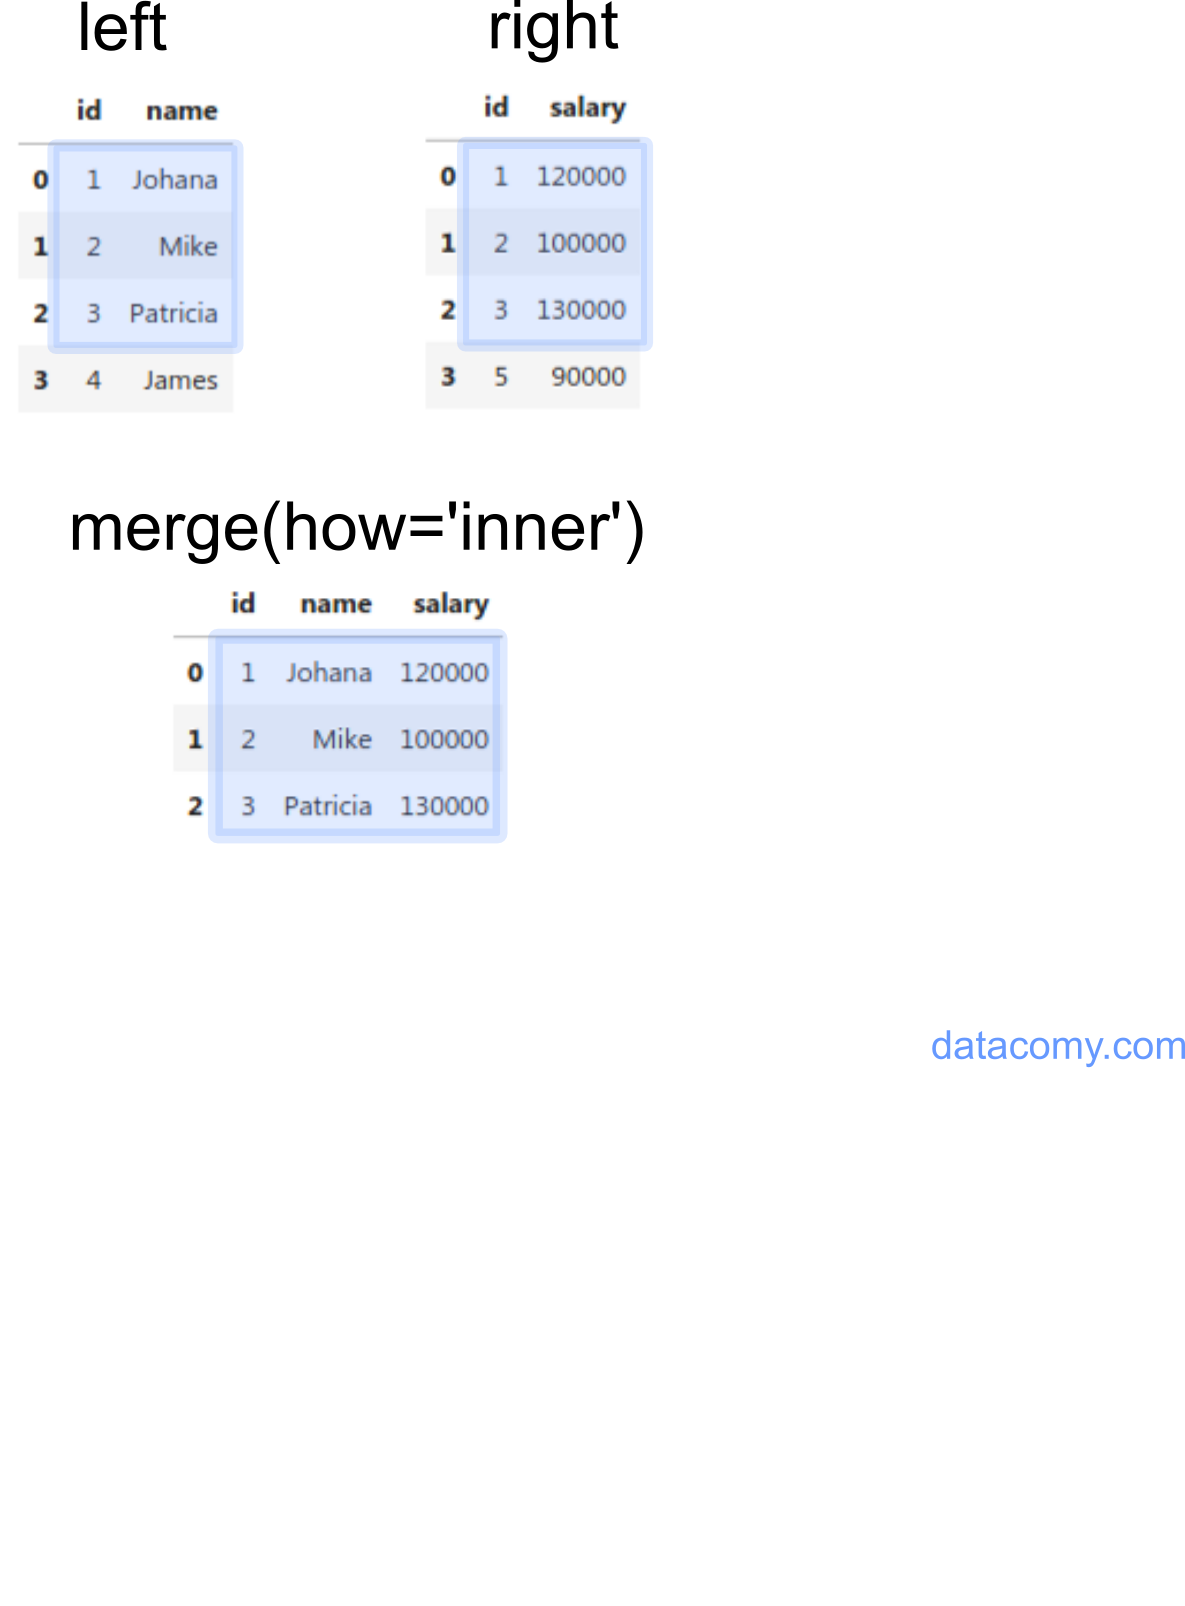 left
id name
0 1 Johana
1 2 Mike
2 3 Patricia
3 4 James
right
id salary
0 1 120000
1 2 100000
2 3 130000
3 5 90000
merge(how='inner')
id name salary
0 1 Johana 120000
1 2 Mike 100000
2 3 Patricia 130000
datacomy.com